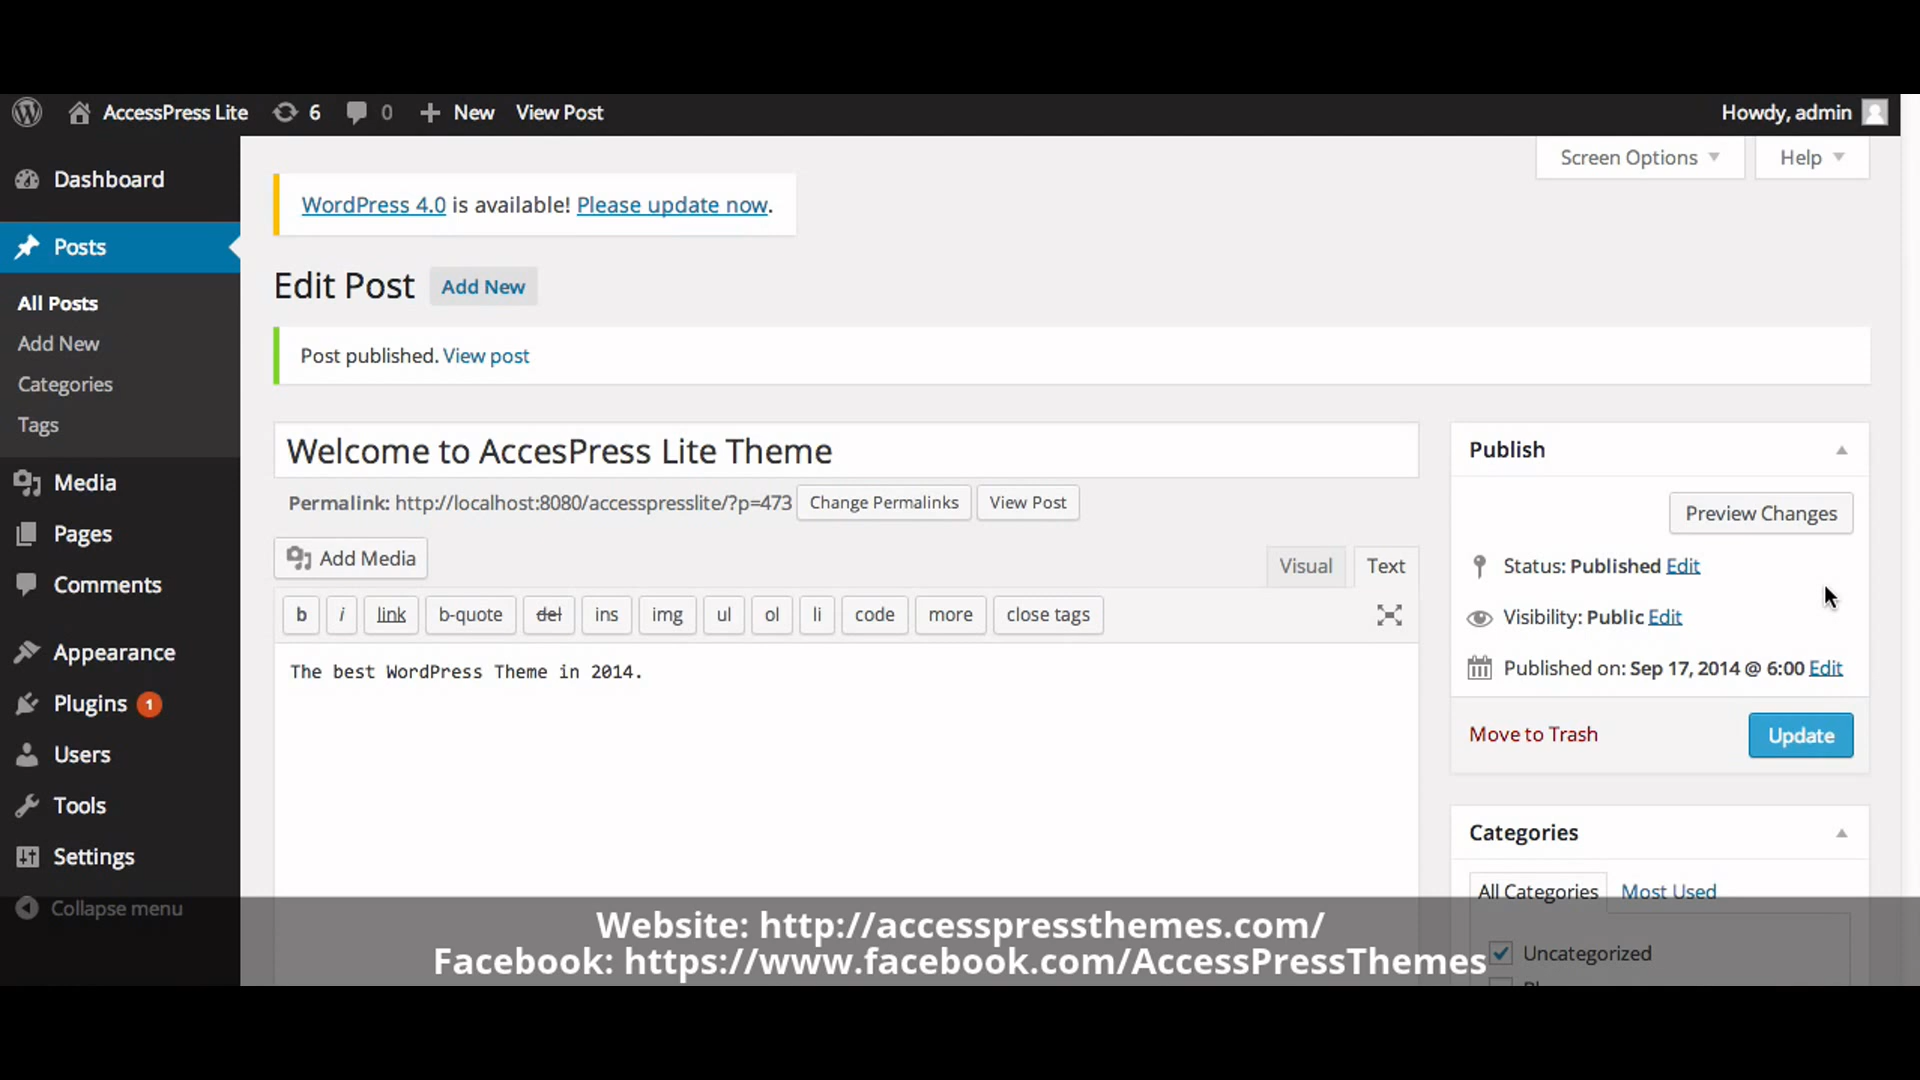 AccessPress Lite 6 0 New View Post Howdy, admin
Screen Options Help
Dashboard
Posts
All Posts
Add New
Categories
Tags
Media
Pages
Comments
Appearance
Plugins 1
Users
Tools
Settings
Collapse menu
WordPress 4.0 is available! Please update now.
Edit Post Add New
Post published. View post
Welcome to AccesPress Lite Theme
Permalink: http://localhost:8080/accesspresslite/?p=473 Change Permalinks View Post
Add Media Visual Text
b i link b-quote del ins img ul ol li code more close tags
The best WordPress Theme in 2014.
Publish
Preview Changes
Status: Published Edit
Visibility: Public Edit
Published on: Sep 17, 2014 @ 6:00 Edit
Move to Trash Update
Categories
All Categories Most Used
Uncategorized
Website: http://accesspressthemes.com/
Facebook: https://www.facebook.com/AccessPressThemes